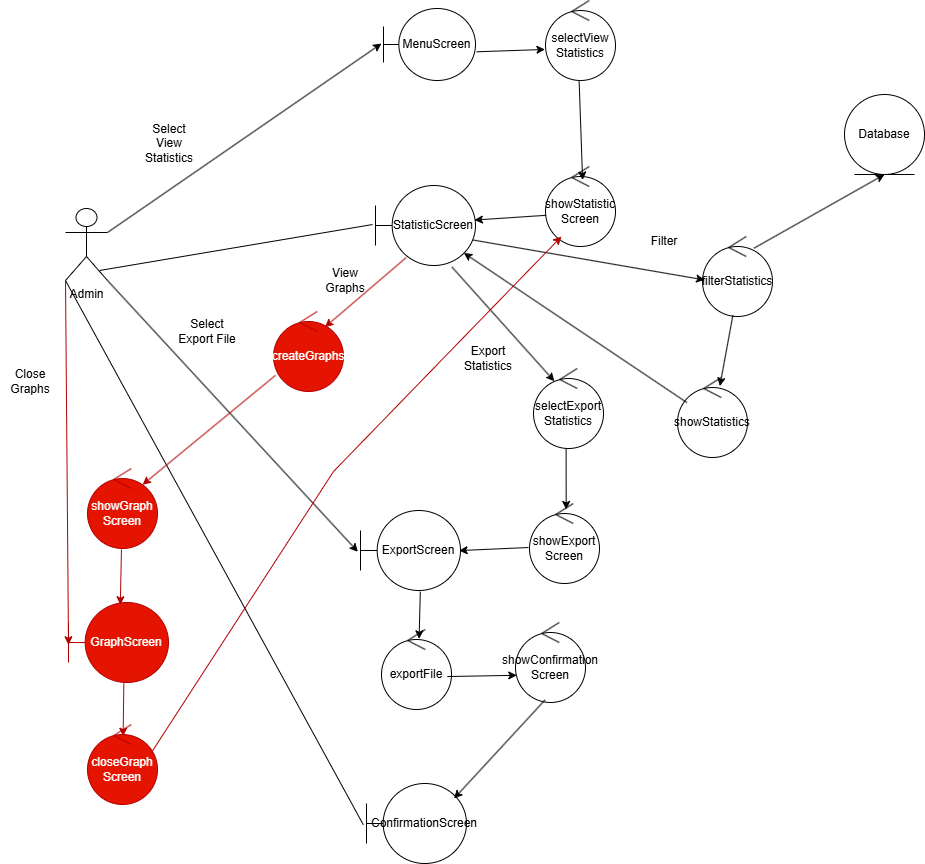 MenuScreen
selectView
Statistics
Select
View
Statistics
Database
showStatistic
Screen
StatisticScreen
Filter
filterStatistics
Admin
View
Graphs
Select
Export File
createGraphs
Export
Statistics
Close
Graphs
selectExport
Statistics
showStatistics
showGraph
Screen
ExportScreen
showExport
Screen
GraphScreen
exportFile
showConfirmation
Screen
closeGraph
Screen
ConfirmationScreen